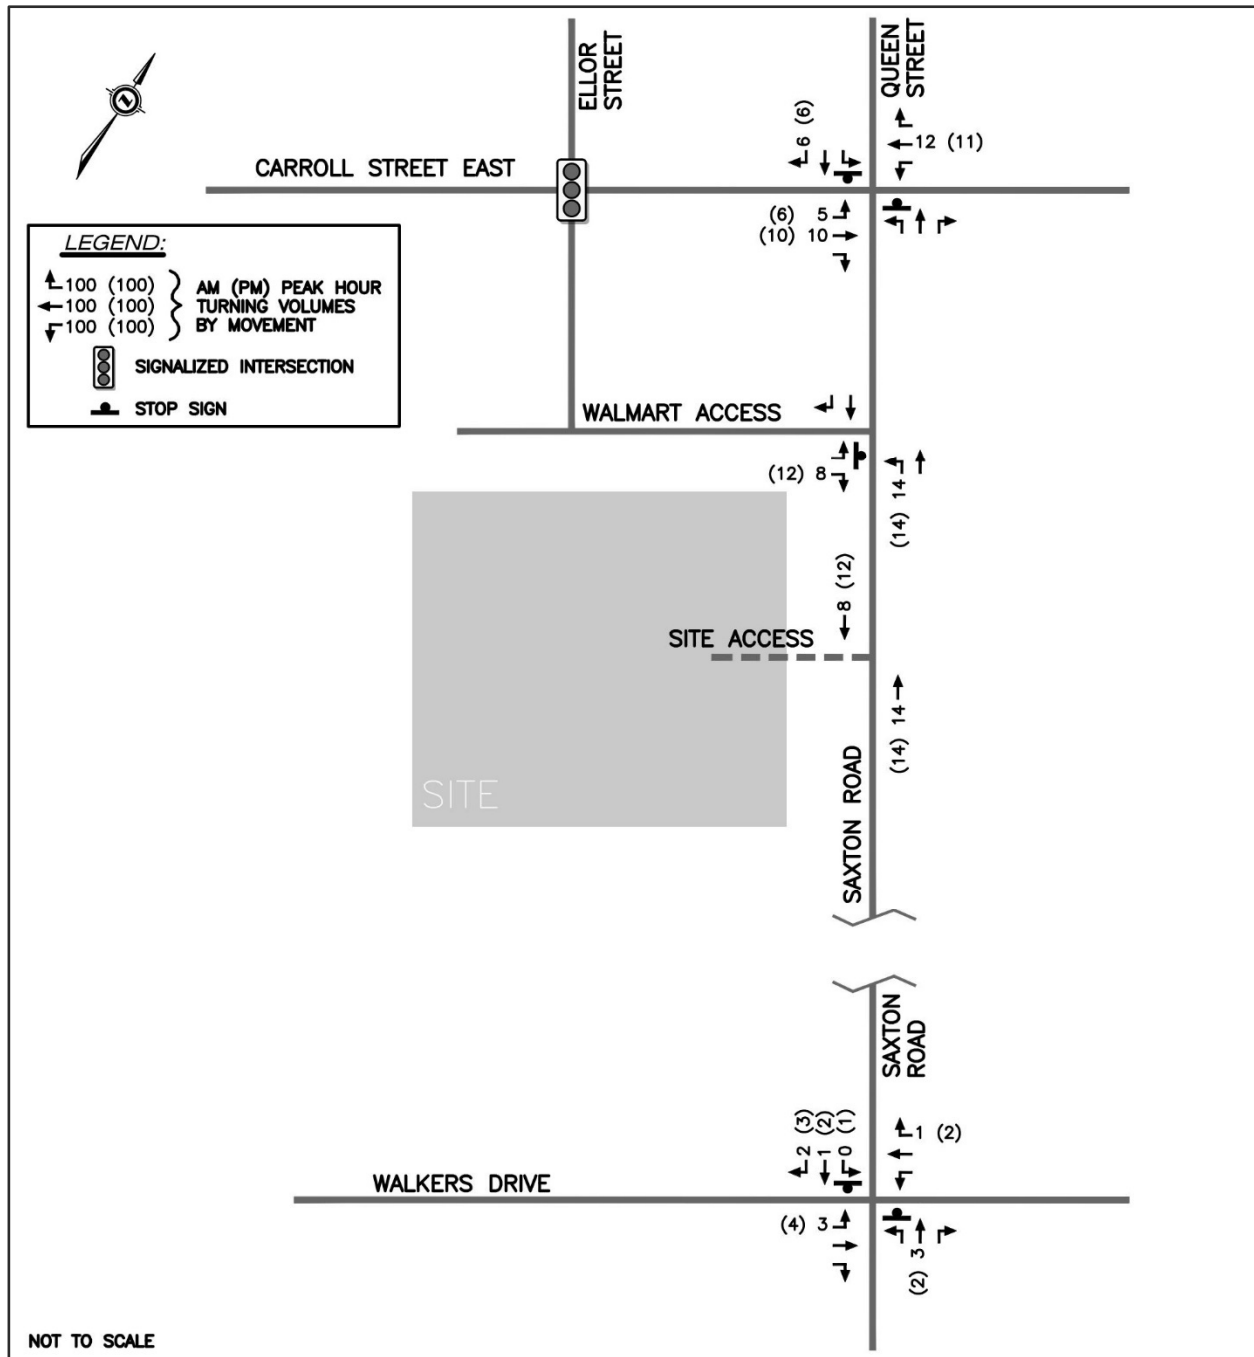 ELLOR
STREET
QUEEN
STREET
Z
CARROLL STREET EAST
6 (6)
12 (11)
(6) 5
(10) 10
LEGEND:
100 (100)
100 (100)
100 (100)
AM (PM) PEAK HOUR
TURNING VOLUMES
BY MOVEMENT
SIGNALIZED INTERSECTION
STOP SIGN
WALMART ACCESS
(12) 8
(14) 14
8 (12)
SITE ACCESS
(14) 14
SITE
SAXTON ROAD
SAXTON
ROAD
2 (3)
1 (2)
0 (1)
1 (2)
WALKERS DRIVE
(4) 3
(2) 3
NOT TO SCALE